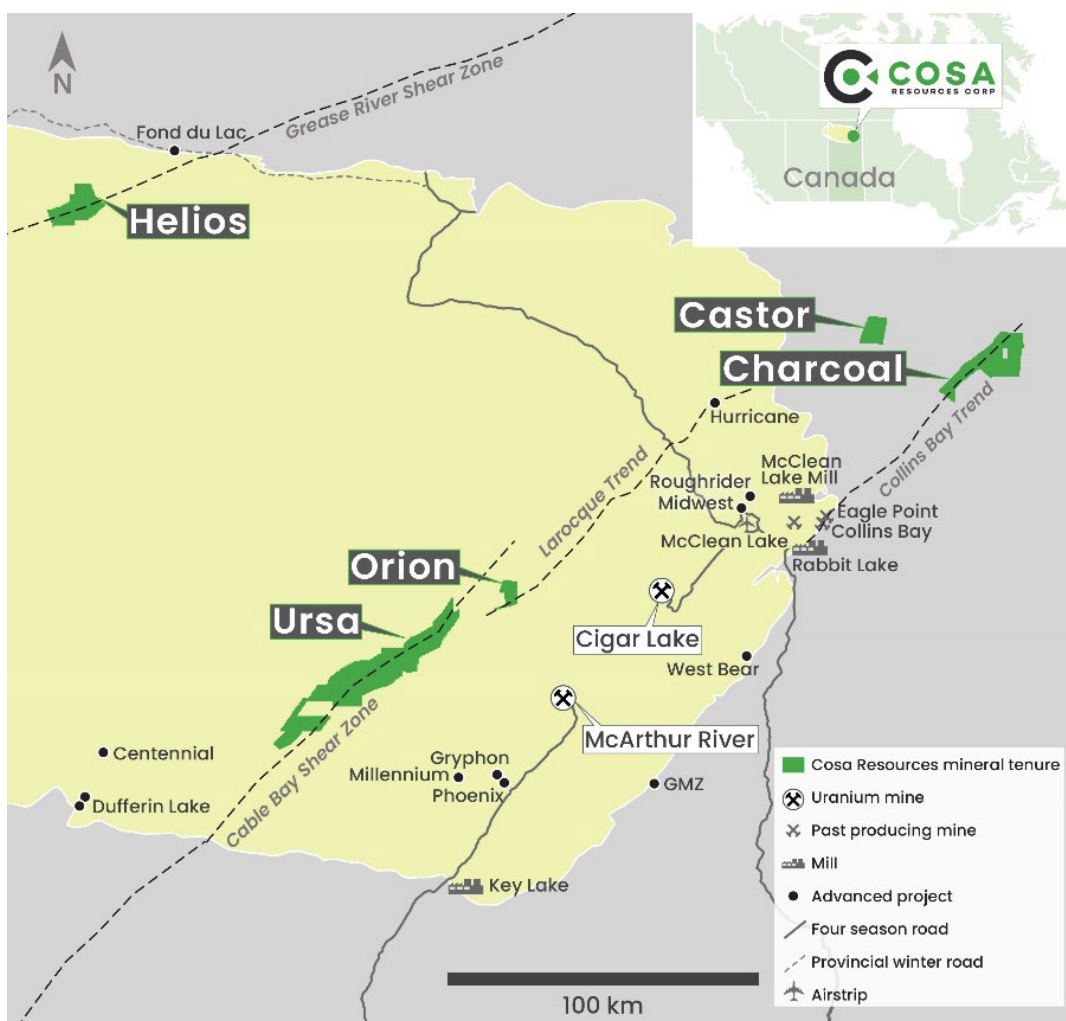 N
Grease River Shear Zone
Fond du Lac
COSA
RESOURCES CORP
Canada
Helios
Castor
Charcoal
Collins Bay Trend
Hurricane
Larocque Trend
McClean
Lake Mill
Roughrider
Midwest
McClean Lake
Eagle Point
Collins Bay
Rabbit Lake
Orion
Ursa
Cigar Lake
West Bear
McArthur River
Centennial
Dufferin Lake
Cable Bay Shear Zone
Gryphon
Millennium
Phoenix
GMZ
Key Lake
100 km
Cosa Resources mineral tenure
Uranium mine
Past producing mine
Mill
Advanced project
Four season road
Provincial winter road
Airstrip